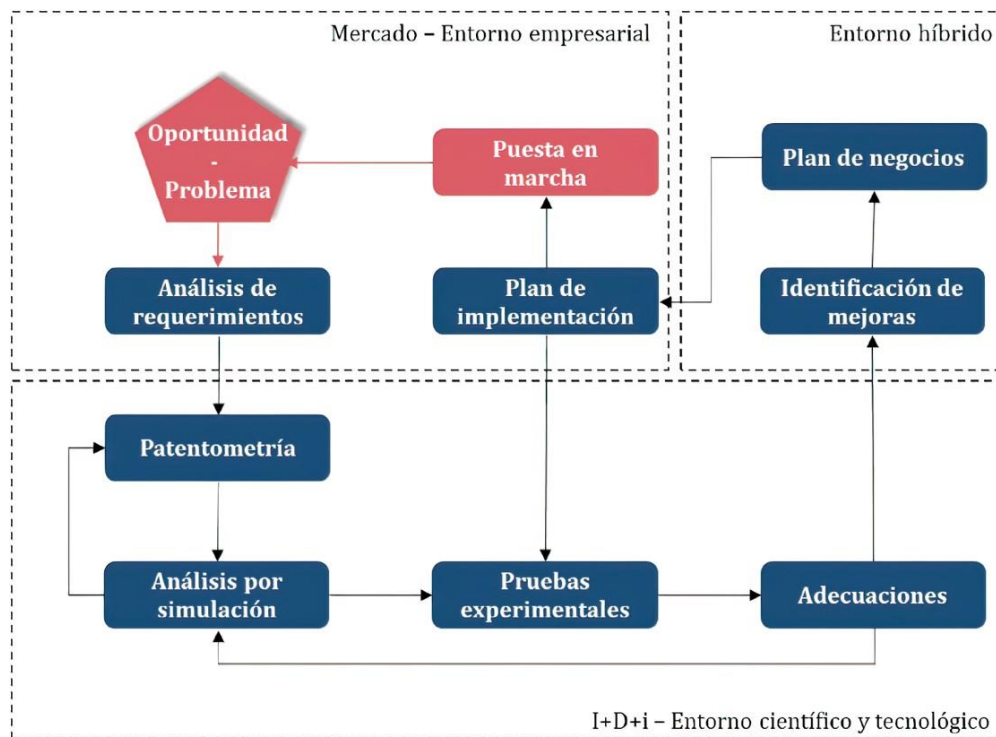 Mercado – Entorno empresarial
Entorno híbrido
Oportunidad
-
Problema
Puesta en
marcha
Plan de negocios
Análisis de
requerimientos
Plan de
implementación
Identificación de
mejoras
Patentometría
Análisis por
simulación
Pruebas
experimentales
Adecuaciones
I+D+i – Entorno científico y tecnológico